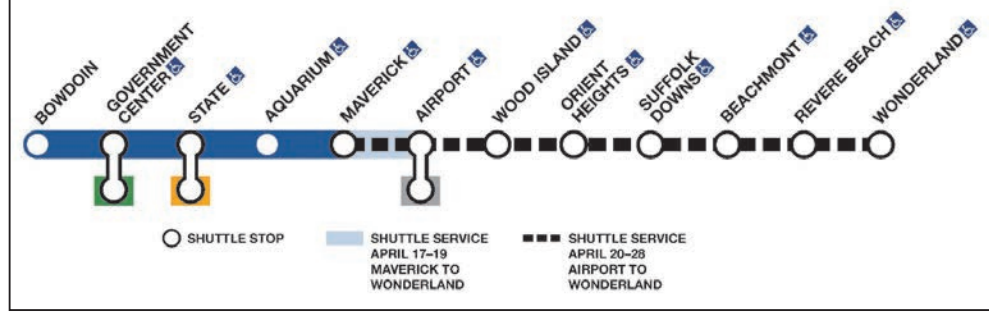 BOWDOIN
GOVERNMENT
CENTER
STATE
AQUARIUM
MAVERICK
AIRPORT
WOOD ISLAND
ORIENT
HEIGHTS
SUFFOLK
DOWNS
BEACHMONT
REVERE BEACH
WONDERLAND
SHUTTLE STOP
SHUTTLE SERVICE
APRIL 17–19
MAVERICK TO
WONDERLAND
SHUTTLE SERVICE
APRIL 20–28
AIRPORT TO
WONDERLAND